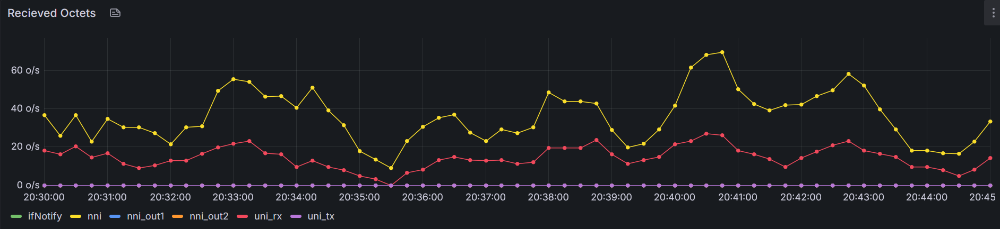 Recieved Octets
60 o/s
40 o/s
20 o/s
0 o/s
20:30:00 20:31:00 20:32:00 20:33:00 20:34:00 20:35:00 20:36:00 20:37:00 20:38:00 20:39:00 20:40:00 20:41:00 20:42:00 20:43:00 20:44:00 20:45
ifNotify nni nni_out1 nni_out2 uni_rx uni_tx